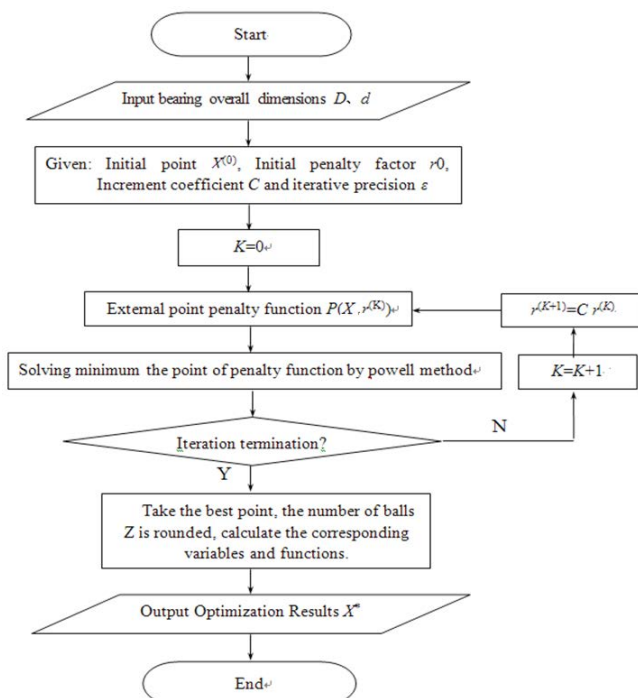 Start
Input bearing overall dimensions D、d
Given: Initial point X^(0), Initial penalty factor r0,
Increment coefficient C and iterative precision ε
K=0
External point penalty function P(X, r^(K))
r^(K+1)=C r^(K)
Solving minimum the point of penalty function by powell method
K=K+1
Iteration termination?
N
Y
Take the best point, the number of balls
Z is rounded, calculate the corresponding
variables and functions.
Output Optimization Results X*
End